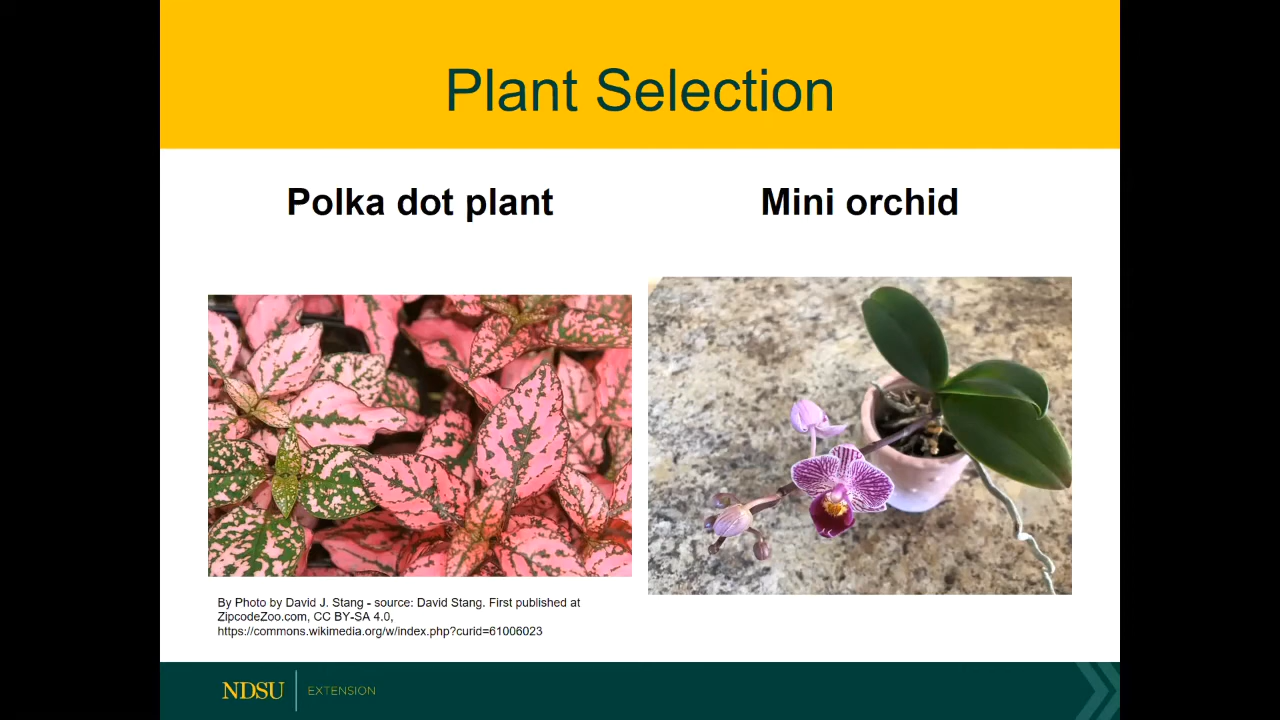 Plant Selection
Polka dot plant
Mini orchid
By Photo by David J. Stang - source: David Stang. First published at
ZipcodeZoo.com, CC BY-SA 4.0,
https://commons.wikimedia.org/w/index.php?curid=61006023
NDSU
EXTENSION